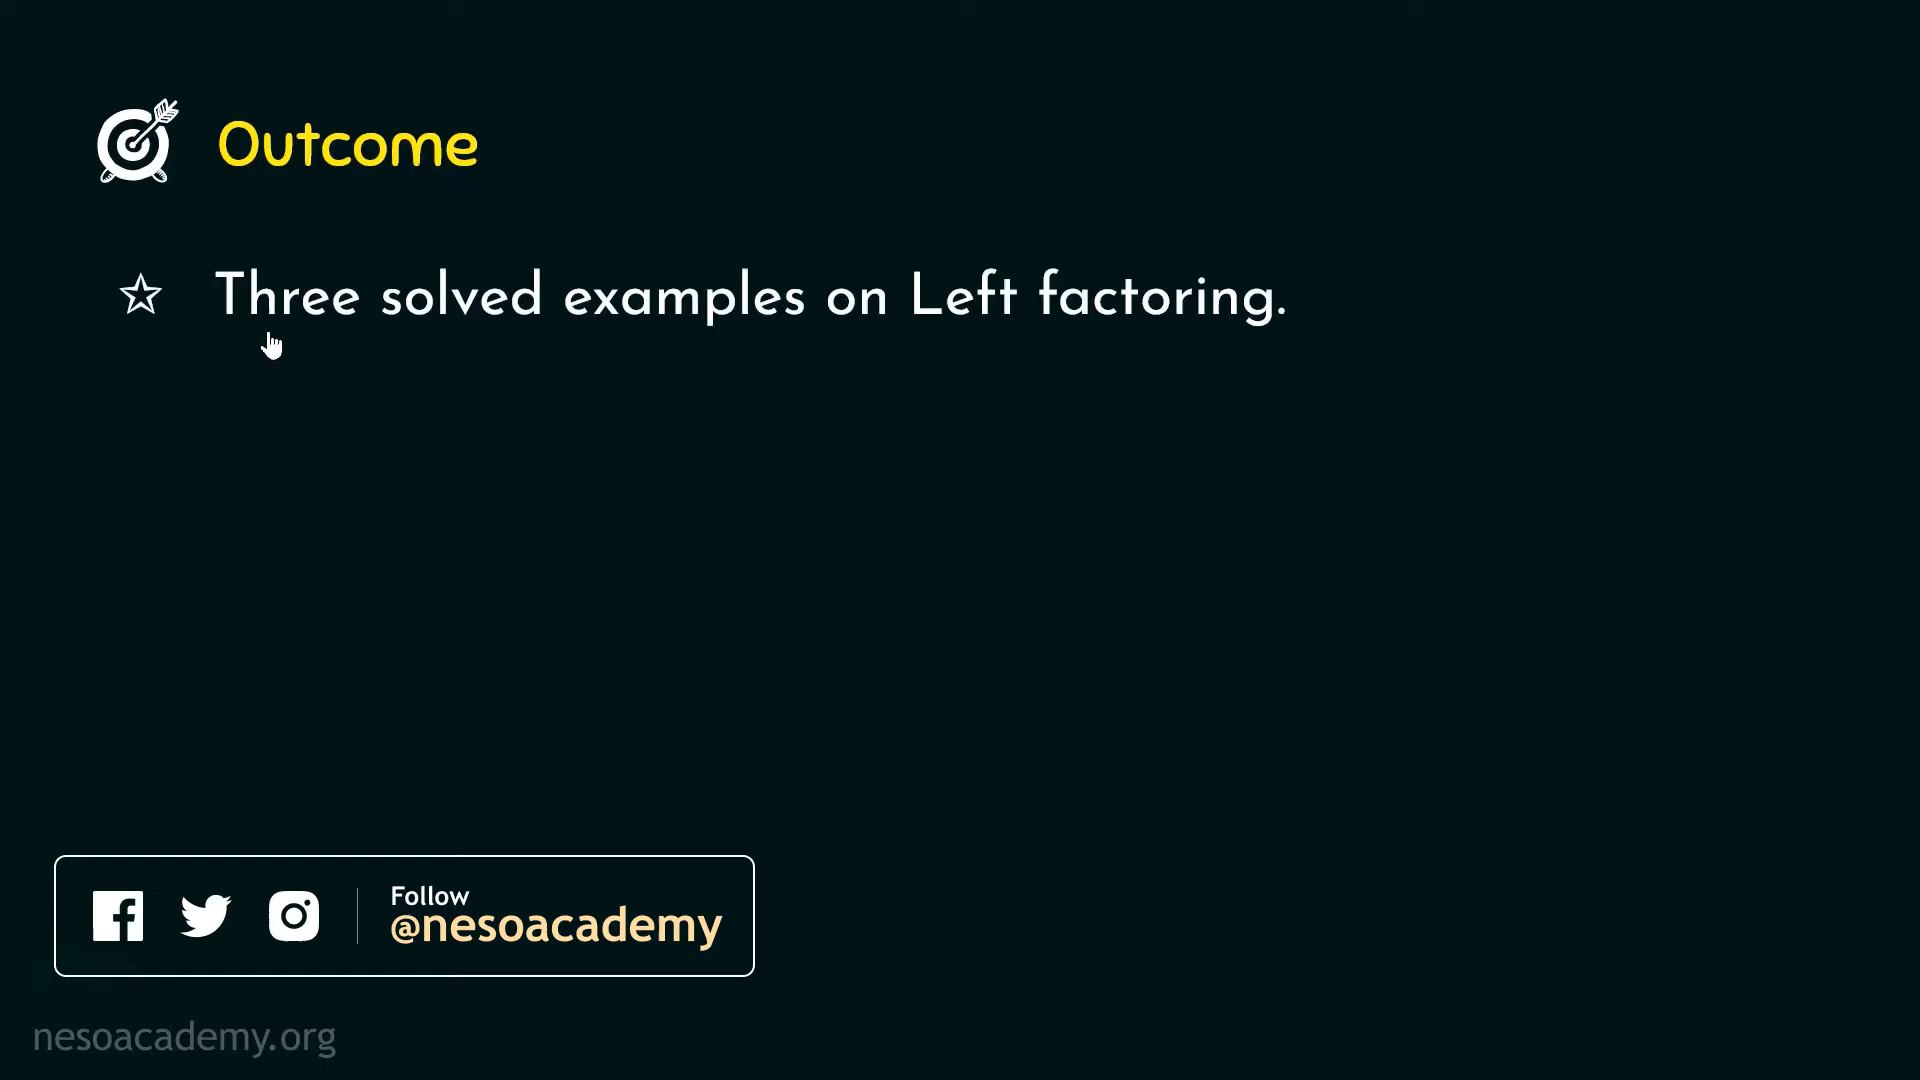 Outcome
☆ Three solved examples on Left factoring.
Follow
@nesoacademy
nesoacademy.org